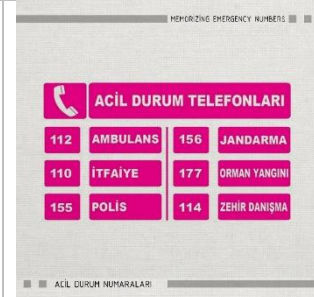 MEMORIZING EMERGENCY NUMBERS
ACİL DURUM TELEFONLARI
112 AMBULANS 156 JANDARMA
110 İTFAİYE 177 ORMAN YANGINI
155 POLİS 114 ZEHİR DANIŞMA
ACİL DURUM NUMARALARI